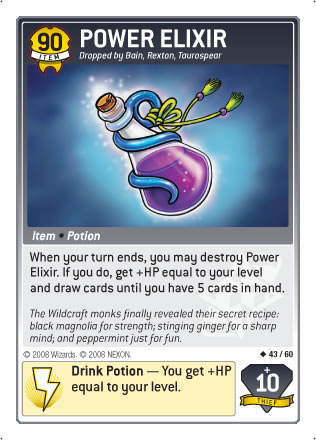 90
ITEM
POWER ELIXIR
Dropped by Bain, Rexton, Taurospear
Item • Potion
When your turn ends, you may destroy Power
Elixir. If you do, get +HP equal to your level
and draw cards until you have 5 cards in hand.
The Wildcraft monks finally revealed their secret recipe:
black magnolia for strength; stinging ginger for a sharp
mind; and peppermint just for fun.
© 2008 Wizards. © 2008 NEXON. ◆ 43 / 60
Drink Potion — You get +HP
equal to your level.
+
10
THIEF